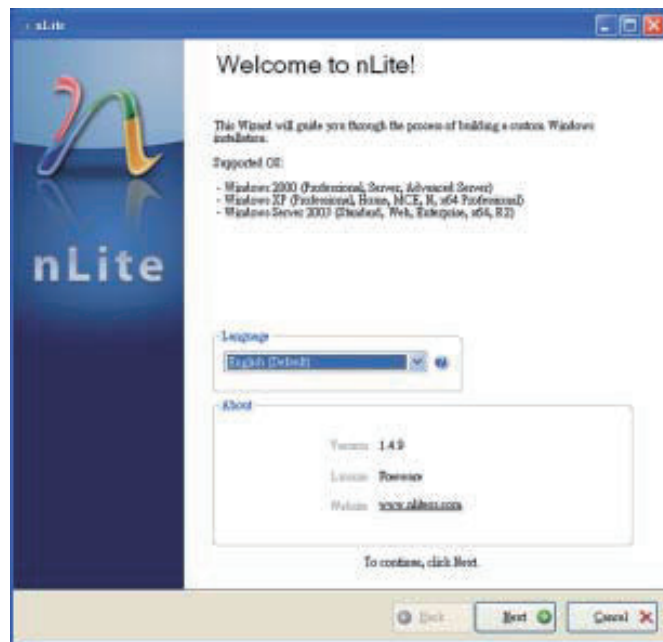 nLite
Welcome to nLite!
This Wizard will guide you through the process of building a custom Windows
installation.
Supported OS:
- Windows 2000 (Professional, Server, Advanced Server)
- Windows XP (Professional, Home, MCE, N, x64 Professional)
- Windows Server 2003 (Standard, Web, Enterprise, x64, R2)
nLite
Language
English (Default)
About
Version 1.4.9
License Freeware
Website www.nliteos.com
To continue, click Next.
Back
Next
Cancel